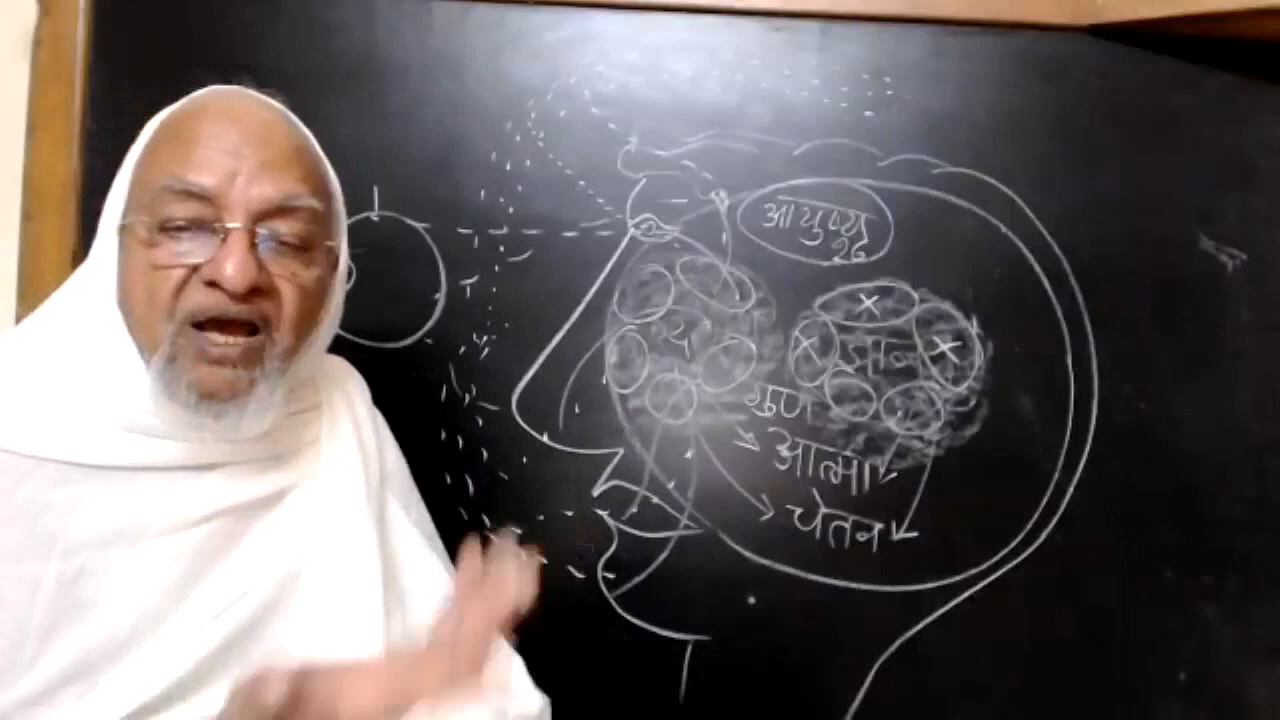 आयुष्य
ज्ञान
गुण
आत्मा
चेतन